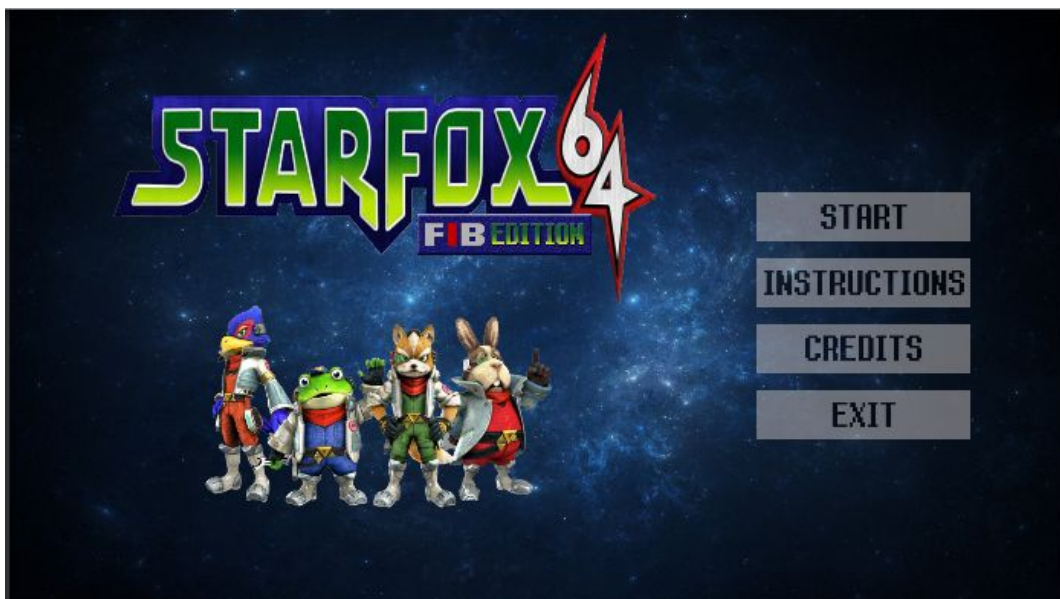 STARFOX 64
FIB EDITION
START
INSTRUCTIONS
CREDITS
EXIT